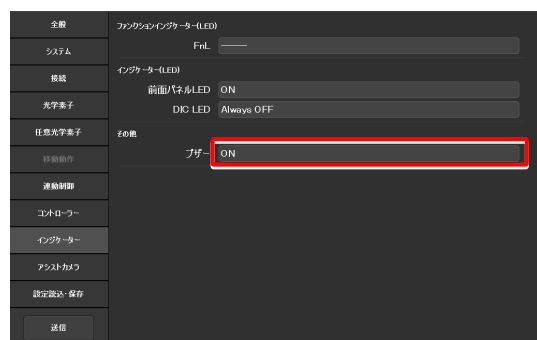 全般
システム
接続
光学素子
任意光学素子
移動動作
連動制御
コントローラー
インジケーター
アシストカメラ
設定読込・保存
送信
ファンクションインジケーター(LED)
FnL ―――
インジケーター(LED)
前面パネルLED ON
DIC LED Always OFF
その他
ブザー ON